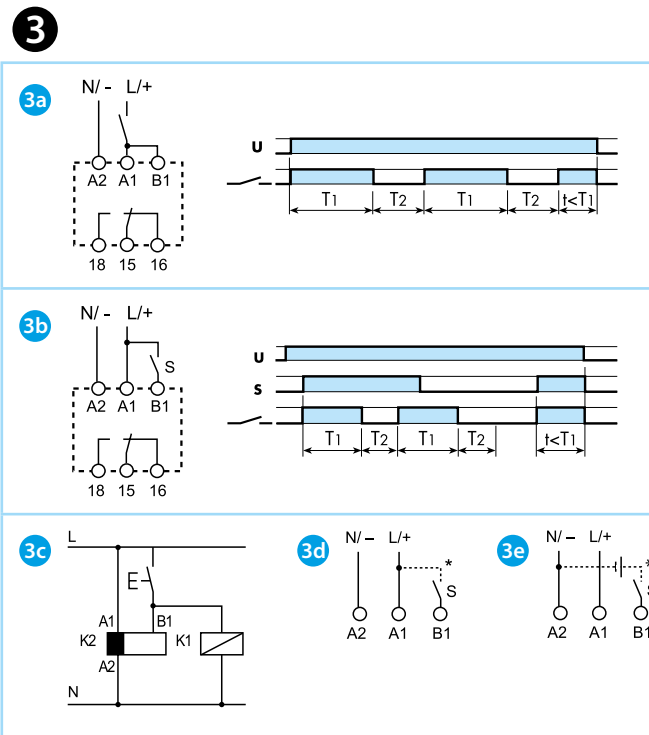 3
3a
N/ - L/+
A2 A1 B1
18 15 16
U
T1 T2 T1 T2 t<T1
3b
N/ - L/+
S
A2 A1 B1
18 15 16
U
S
T1 T2 T1 T2 t<T1
3c
L
E
A1 B1
K2 K1
A2
N
3d
N/ – L/+
*
S
A2 A1 B1
3e
N/ – L/+
*
S
A2 A1 B1